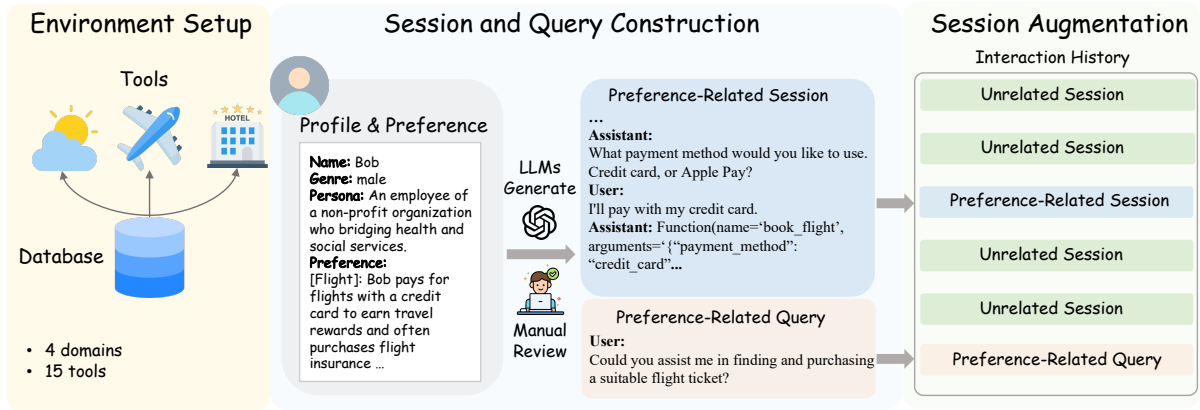 Environment Setup
Tools
HOTEL
Database
• 4 domains
• 15 tools
Session and Query Construction
Profile & Preference
Name: Bob
Genre: male
Persona: An employee of
a non-profit organization
who bridging health and
social services.
Preference:
[Flight]: Bob pays for
flights with a credit
card to earn travel
rewards and often
purchases flight
insurance …
LLMs
Generate
Manual
Review
Preference-Related Session
…
Assistant:
What payment method would you like to use.
Credit card, or Apple Pay?
User:
I'll pay with my credit card.
Assistant: Function(name=‘book_flight’,
arguments=‘{“payment_method”:
“credit_card”...
Preference-Related Query
User:
Could you assist me in finding and purchasing
a suitable flight ticket?
Session Augmentation
Interaction History
Unrelated Session
Unrelated Session
Preference-Related Session
Unrelated Session
Unrelated Session
Preference-Related Query